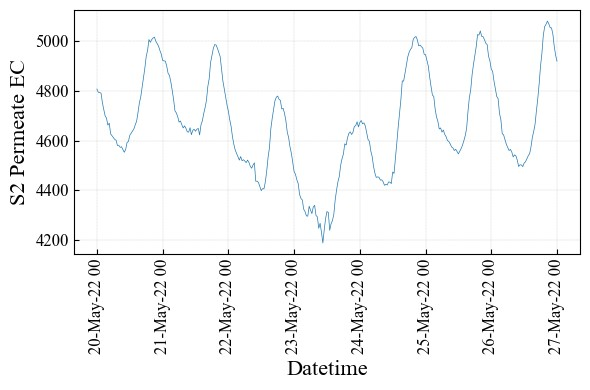 S2 Permeate EC
5000
4800
4600
4400
4200
20-May-22 00
21-May-22 00
22-May-22 00
23-May-22 00
24-May-22 00
25-May-22 00
26-May-22 00
27-May-22 00
Datetime